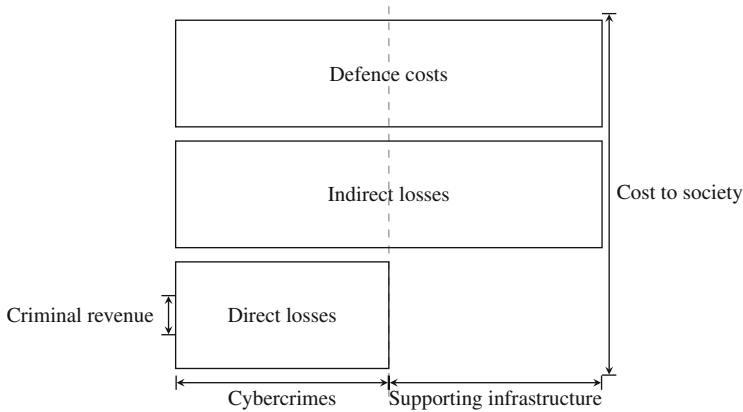 Defence costs
Indirect losses
Cost to society
Criminal revenue
Direct losses
Cybercrimes
Supporting infrastructure